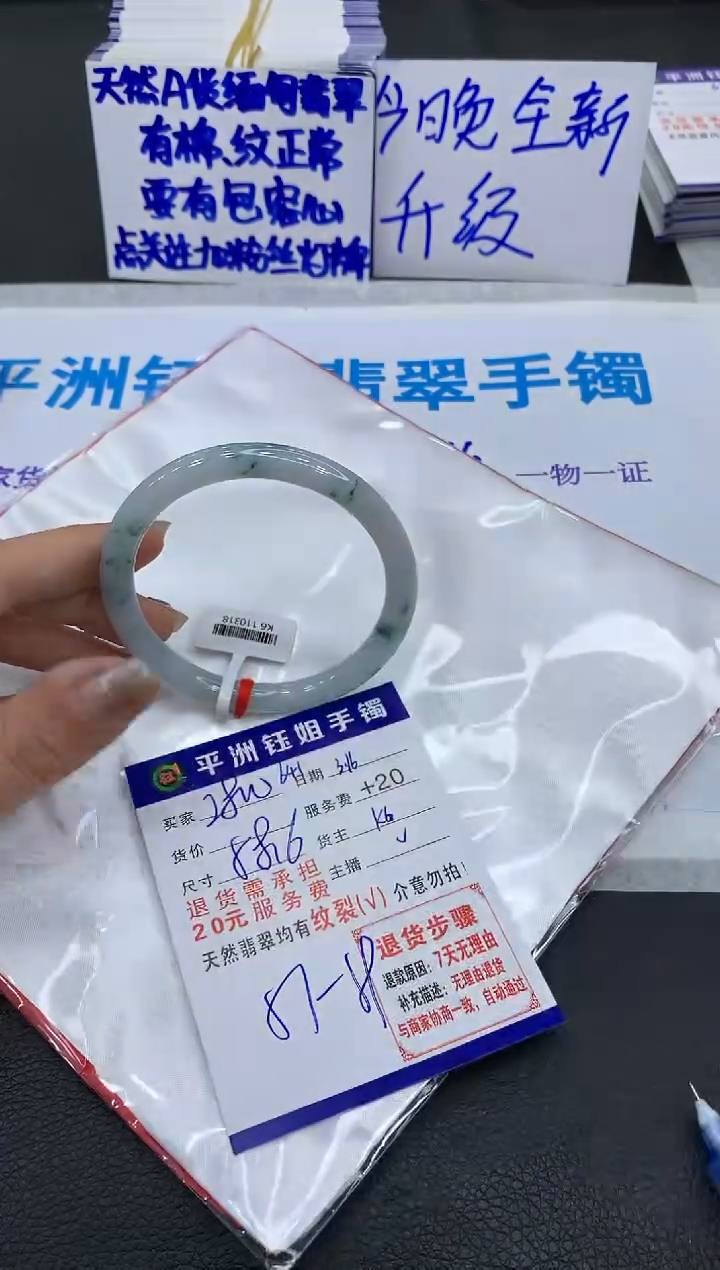 天然A货缅甸翡翠
有棉、纹正常
要有包容心
点关注加粉丝灯牌
今日晚全新
升级
平洲钰 翡翠手镯
家货
一物一证
K6 110318
平洲钰姐手镯
买家 日期 3.16
货价 服务费 +20
尺寸 货主 K6
退货需承担 主播 √
20元服务费
天然翡翠均有纹裂(√) 介意勿拍!
退货步骤
退款原因:7天无理由
补充描述:无理由退货
与商家协商一致,自动通过